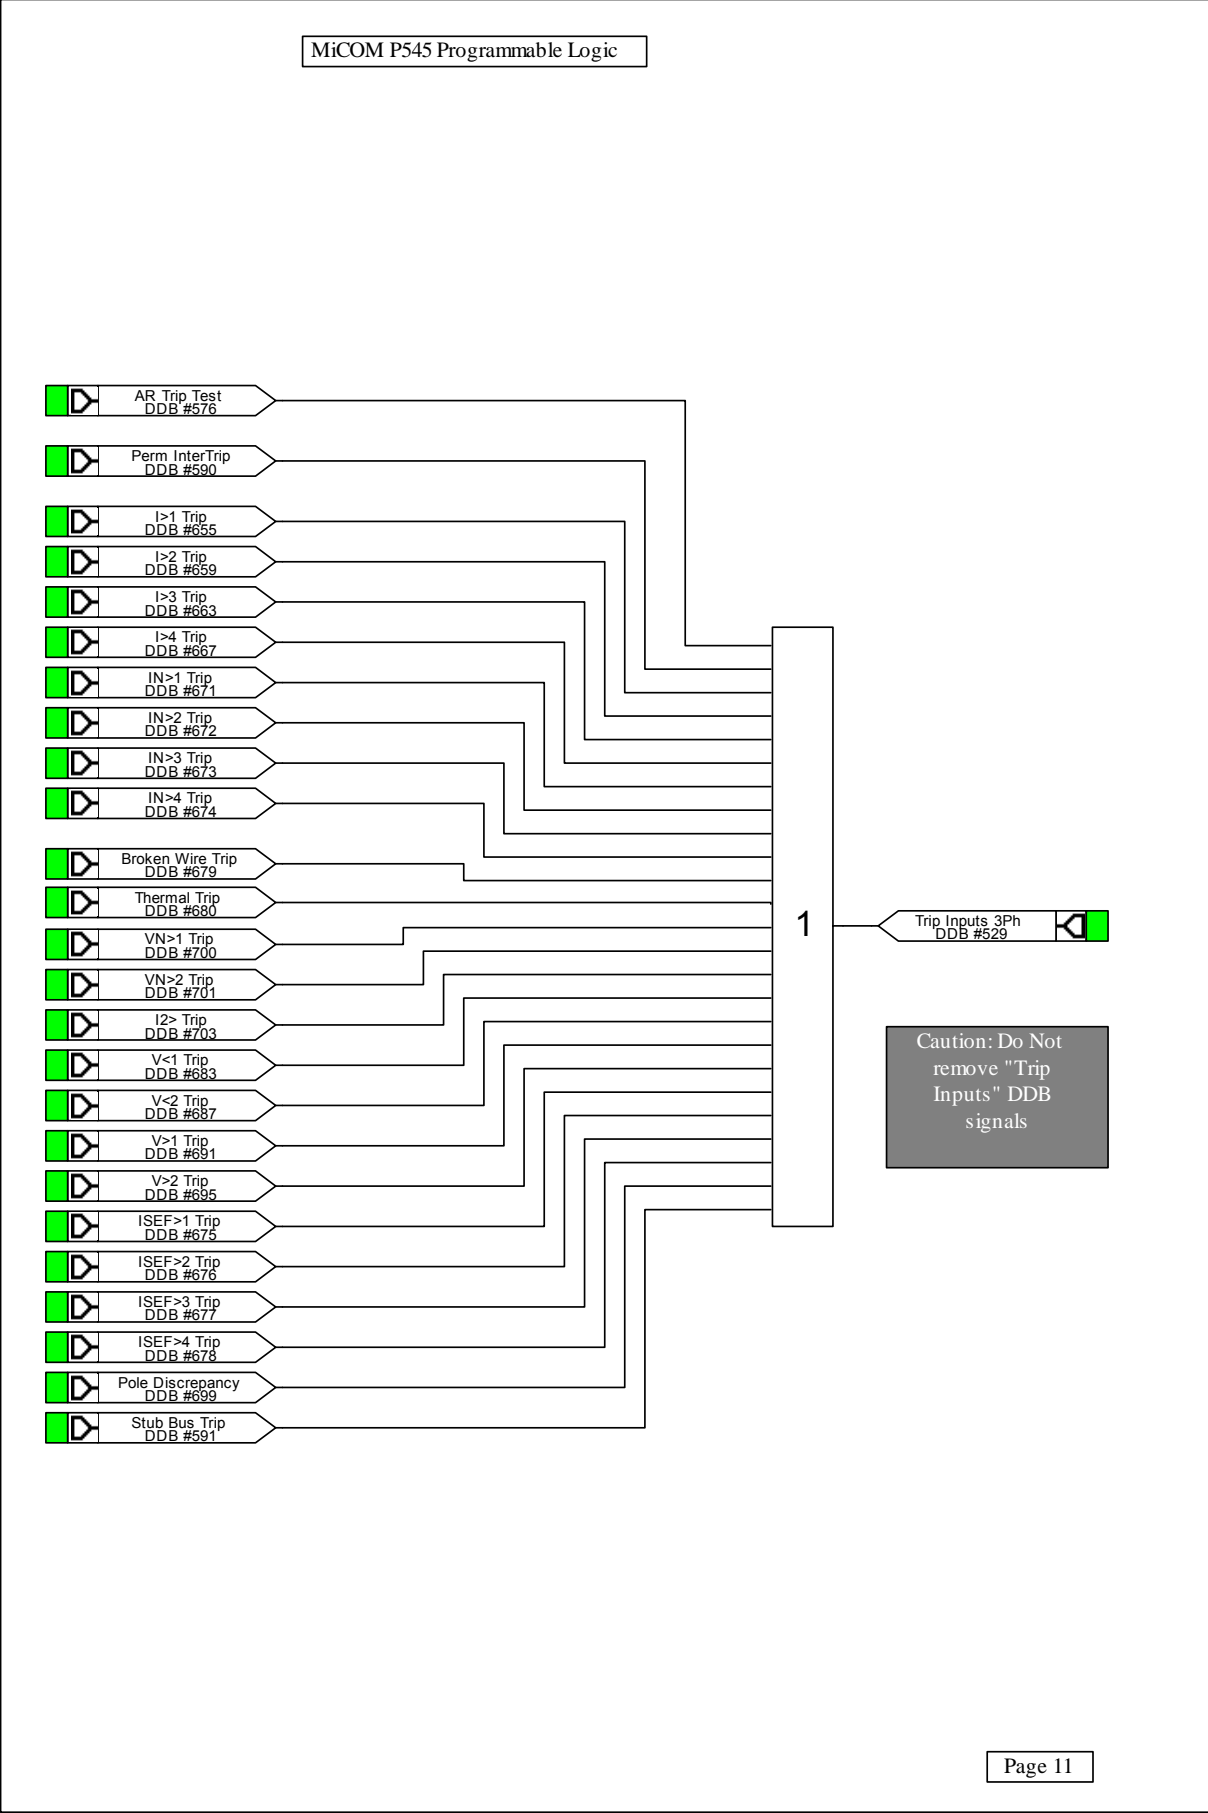 MiCOM P545 Programmable Logic
AR Trip Test
DDB #576
Perm InterTrip
DDB #590
I>1 Trip
DDB #655
I>2 Trip
DDB #659
I>3 Trip
DDB #663
I>4 Trip
DDB #667
IN>1 Trip
DDB #671
IN>2 Trip
DDB #672
IN>3 Trip
DDB #673
IN>4 Trip
DDB #674
Broken Wire Trip
DDB #679
Thermal Trip
DDB #680
VN>1 Trip
DDB #700
VN>2 Trip
DDB #701
I2> Trip
DDB #703
V<1 Trip
DDB #683
V<2 Trip
DDB #687
V>1 Trip
DDB #691
V>2 Trip
DDB #695
ISEF>1 Trip
DDB #675
ISEF>2 Trip
DDB #676
ISEF>3 Trip
DDB #677
ISEF>4 Trip
DDB #678
Pole Discrepancy
DDB #699
Stub Bus Trip
DDB #591
1
Trip Inputs 3Ph
DDB #529
Caution: Do Not
remove "Trip
Inputs" DDB
signals
Page 11